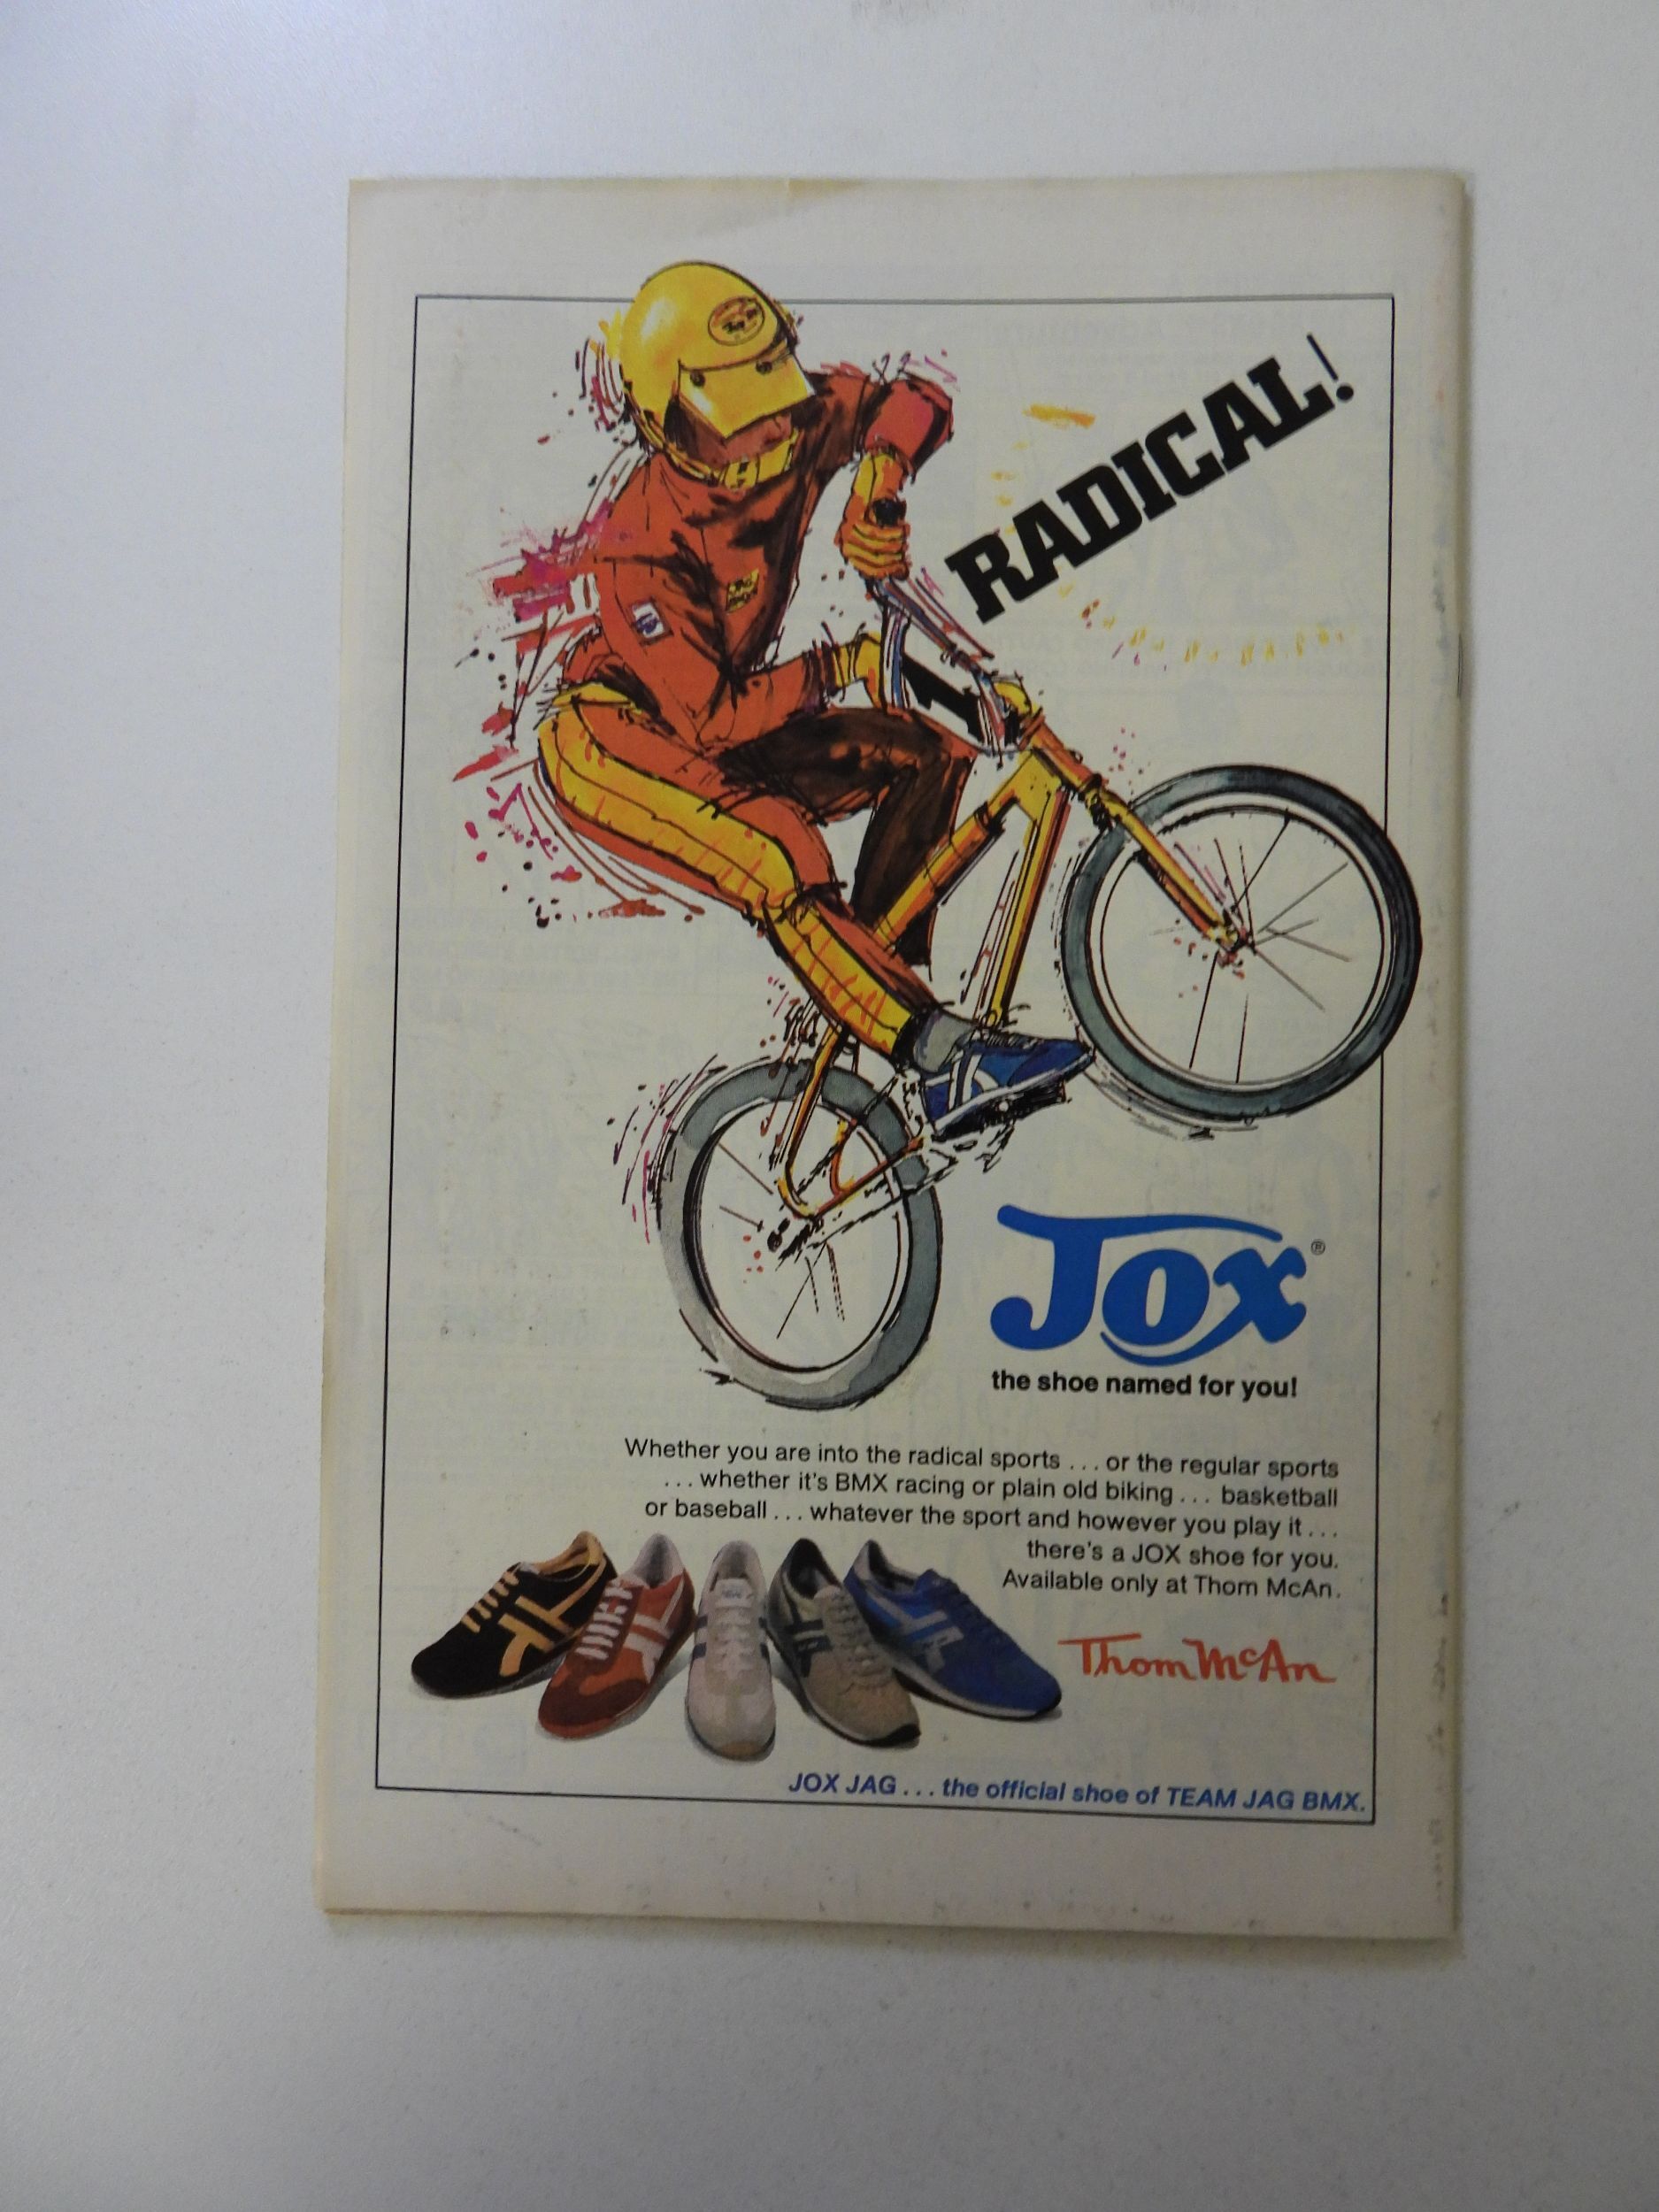 RADICAL!
Jox®
the shoe named for you!
Whether you are into the radical sports ... or the regular sports
... whether it's BMX racing or plain old biking ... basketball
or baseball ... whatever the sport and however you play it ...
there's a JOX shoe for you.
Available only at Thom McAn.
Thom McAn
JOX JAG ... the official shoe of TEAM JAG BMX.